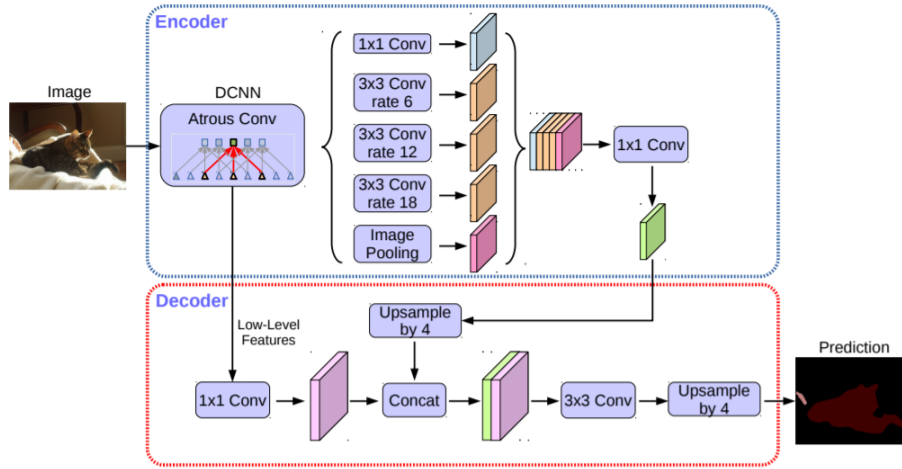 Encoder
Image
DCNN
Atrous Conv
1x1 Conv
3x3 Conv
rate 6
3x3 Conv
rate 12
3x3 Conv
rate 18
Image
Pooling
1x1 Conv
Decoder
Low-Level
Features
Upsample
by 4
1x1 Conv
Concat
3x3 Conv
Upsample
by 4
Prediction